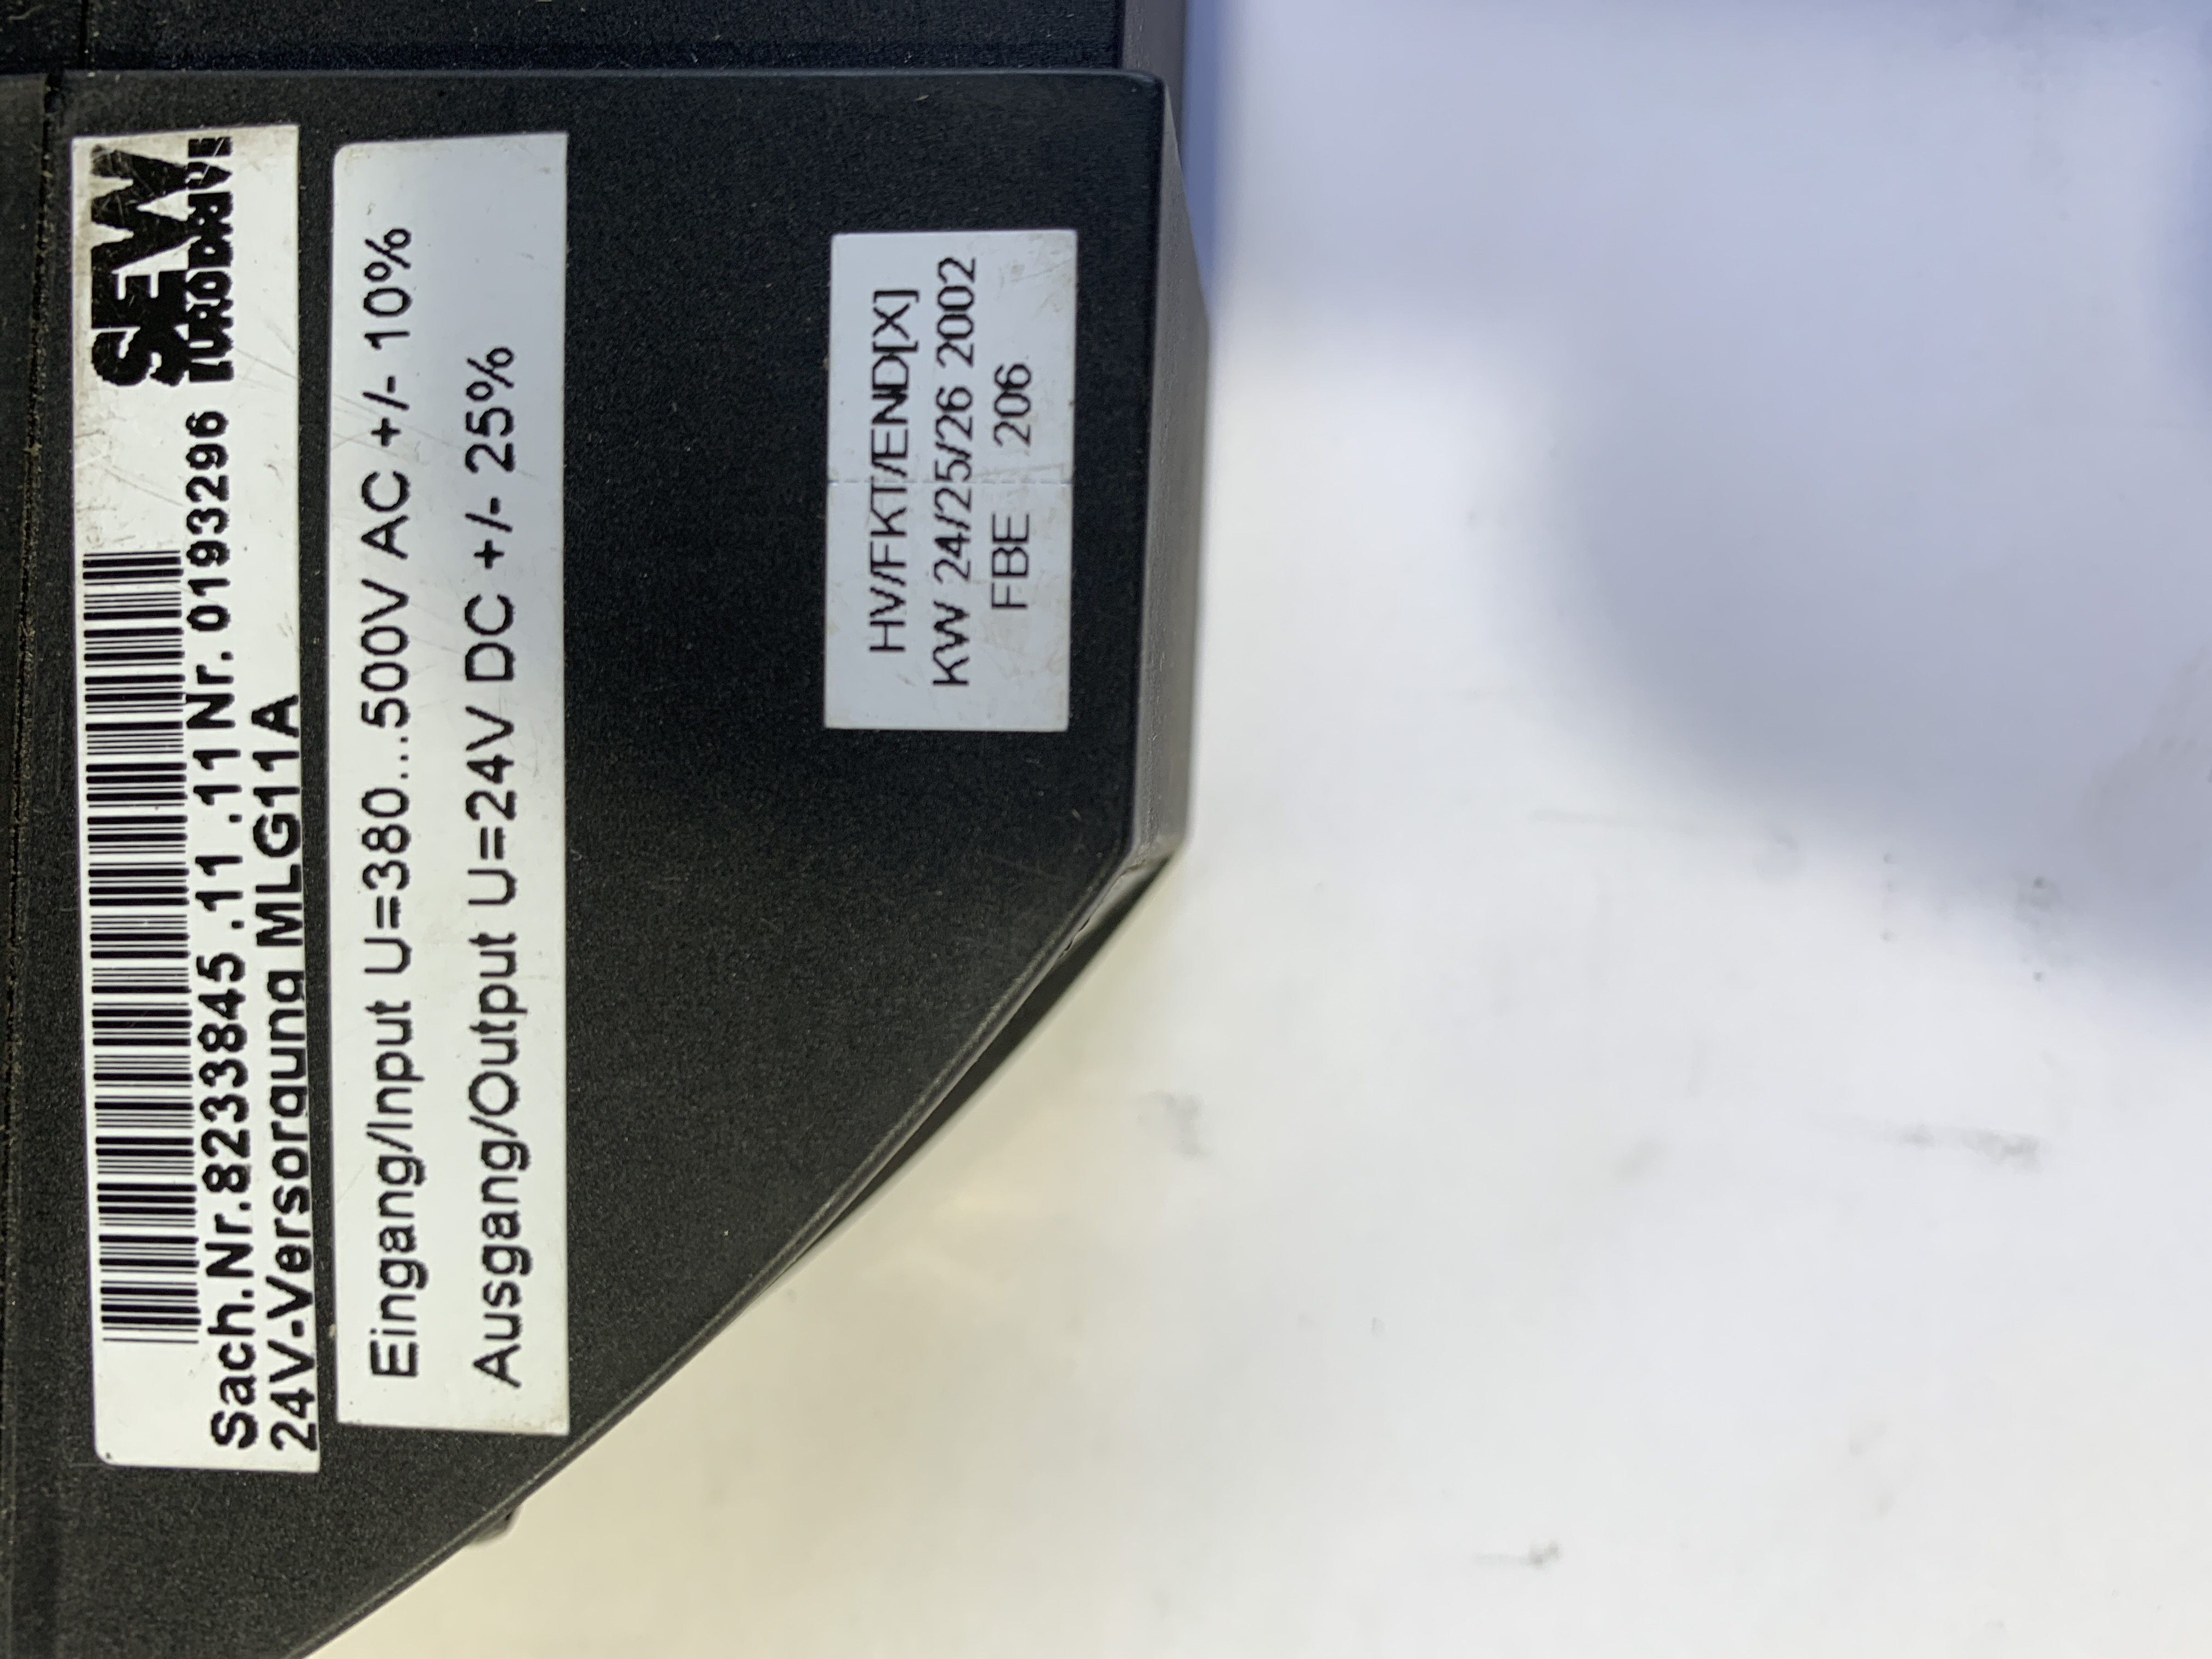 SEW
EURODRIVE
Sach.Nr.8233845 .11 .11 Nr. 0193296
24V-Versorgung MLG11A
Eingang/Input U=380...500V AC +/- 10%
Ausgang/Output U=24V DC +/- 25%
HV/FKT/END[X]
KW 24/25/26 2002
FBE 206